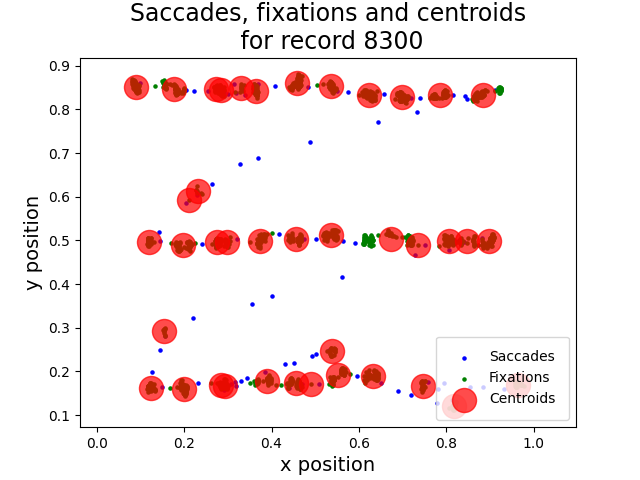 Saccades, fixations and centroids
for record 8300
0.9
0.8
0.7
0.6
0.5
0.4
0.3
0.2
0.1
y position
Saccades
Fixations
Centroids
0.0 0.2 0.4 0.6 0.8 1.0
x position